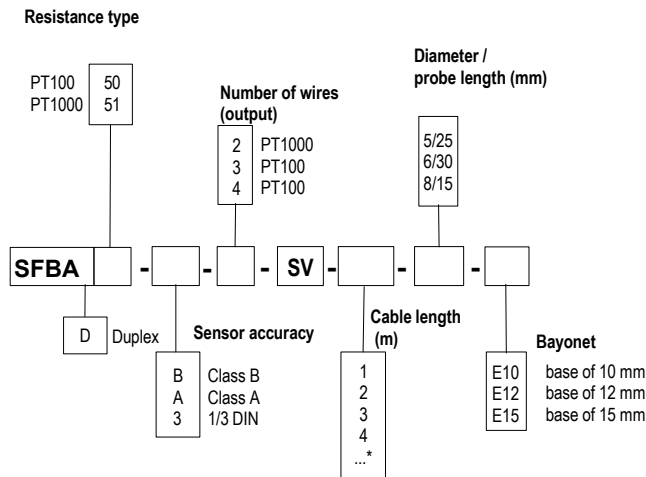 Resistance type
PT100 50
PT1000 51
Number of wires
(output)
2 PT1000
3 PT100
4 PT100
Diameter /
probe length (mm)
5/25
6/30
8/15
SFBA - - - SV - - -
D Duplex
Sensor accuracy
B Class B
A Class A
3 1/3 DIN
Cable length
(m)
1
2
3
4
...*
Bayonet
E10 base of 10 mm
E12 base of 12 mm
E15 base of 15 mm